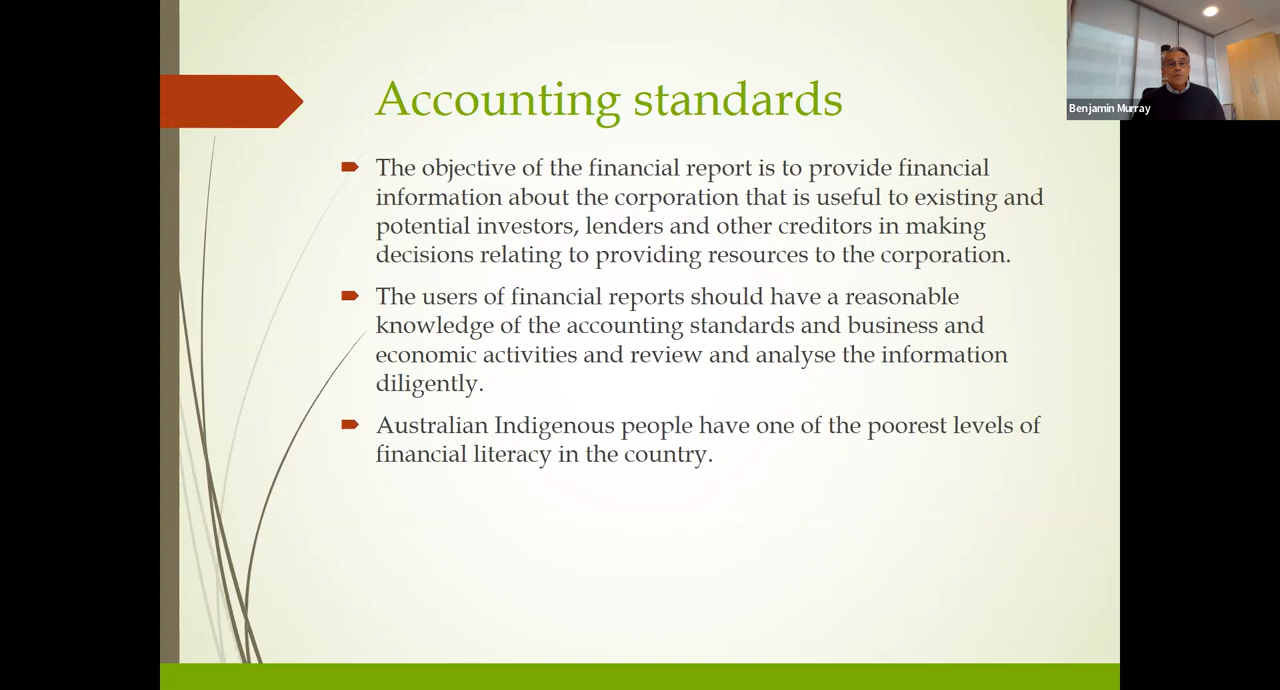 Accounting standards
The objective of the financial report is to provide financial
information about the corporation that is useful to existing and
potential investors, lenders and other creditors in making
decisions relating to providing resources to the corporation.
The users of financial reports should have a reasonable
knowledge of the accounting standards and business and
economic activities and review and analyse the information
diligently.
Australian Indigenous people have one of the poorest levels of
financial literacy in the country.
Benjamin Murray